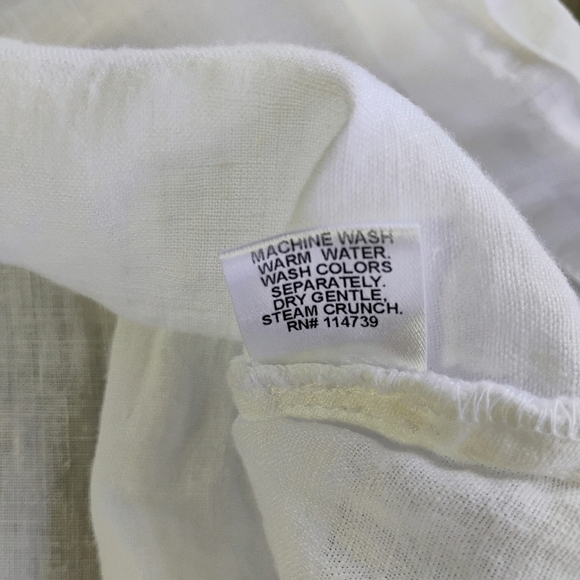 MACHINE WASH
WARM WATER.
WASH COLORS
SEPARATELY.
DRY GENTLE,
STEAM CRUNCH.
RN# 114739